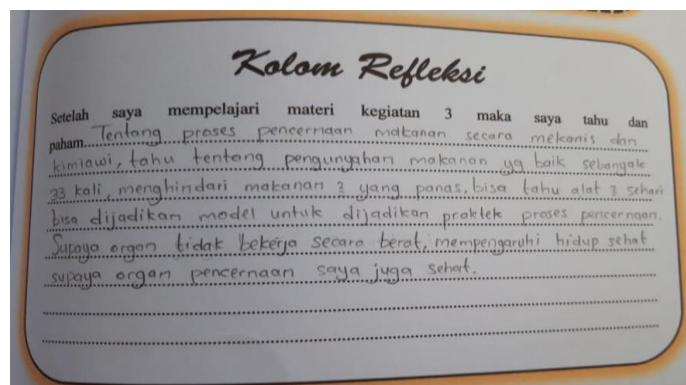 Kolom Refleksi
Setelah saya mempelajari materi kegiatan 3 maka saya tahu dan
paham. Tentang proses pencernaan makanan secara mekanis dan
kimiawi, tahu tentang pengunyahan makanan yg baik sebanyak
33 kali, menghindari makanan 2 yang panas, bisa tahu alat 2 sehari
bisa dijadikan model untuk dijadikan praktek proses pencernaan.
Supaya organ tidak bekerja secara berat, mempengaruhi hidup sehat
supaya organ pencernaan saya juga sehat.